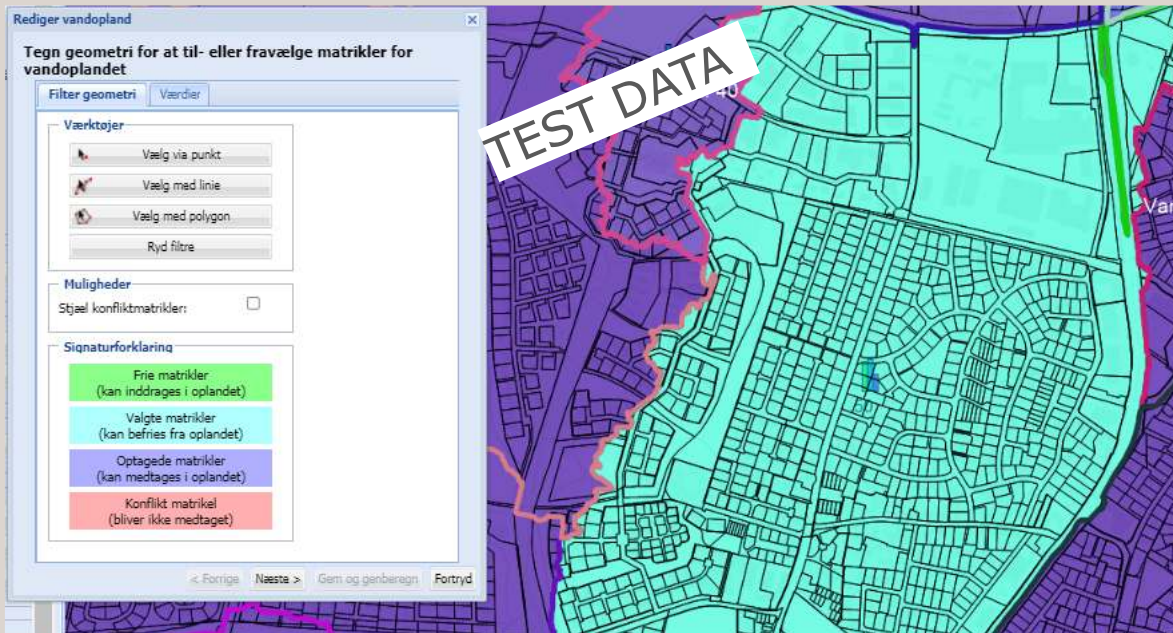 Rediger vandopland
Tegn geometri for at til- eller fravælge matrikler for
vandoplandet
Filter geometri
Værdier
Værktøjer
Vælg via punkt
Vælg med linie
Vælg med polygon
Ryd filtre
Muligheder
Stjæl konfliktmatrikler:
Signaturforklaring
Frie matrikler
(kan inddrages i oplandet)
Valgte matrikler
(kan befries fra oplandet)
Optagede matrikler
(kan medtages i oplandet)
Konflikt matrikel
(bliver ikke medtaget)
< Forrige
Næste >
Gem og genberegn
Fortryd
TEST DATA
40
Var